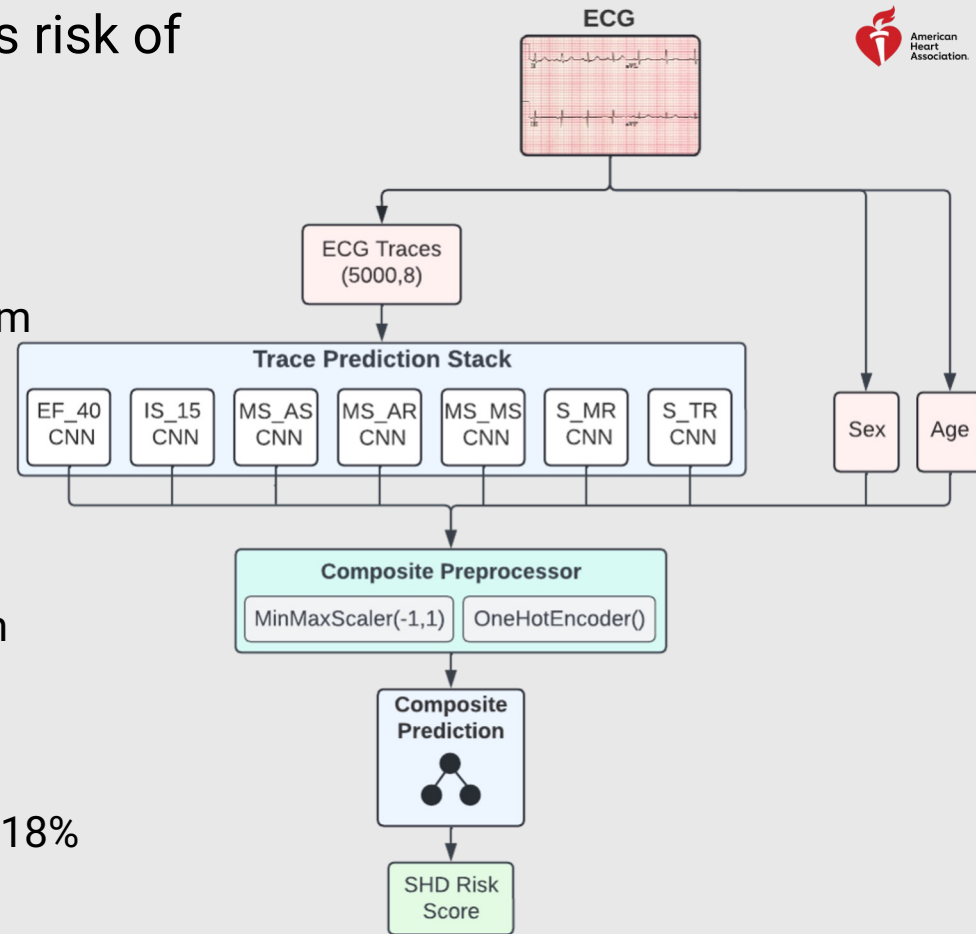 s risk of
ECG
American
Heart
Association.
ECG Traces
(5000,8)
m
Trace Prediction Stack
EF_40
CNN
IS_15
CNN
MS_AS
CNN
MS_AR
CNN
MS_MS
CNN
S_MR
CNN
S_TR
CNN
Sex
Age
Composite Preprocessor
MinMaxScaler(-1,1)
OneHotEncoder()
n
Composite
Prediction
18%
SHD Risk
Score